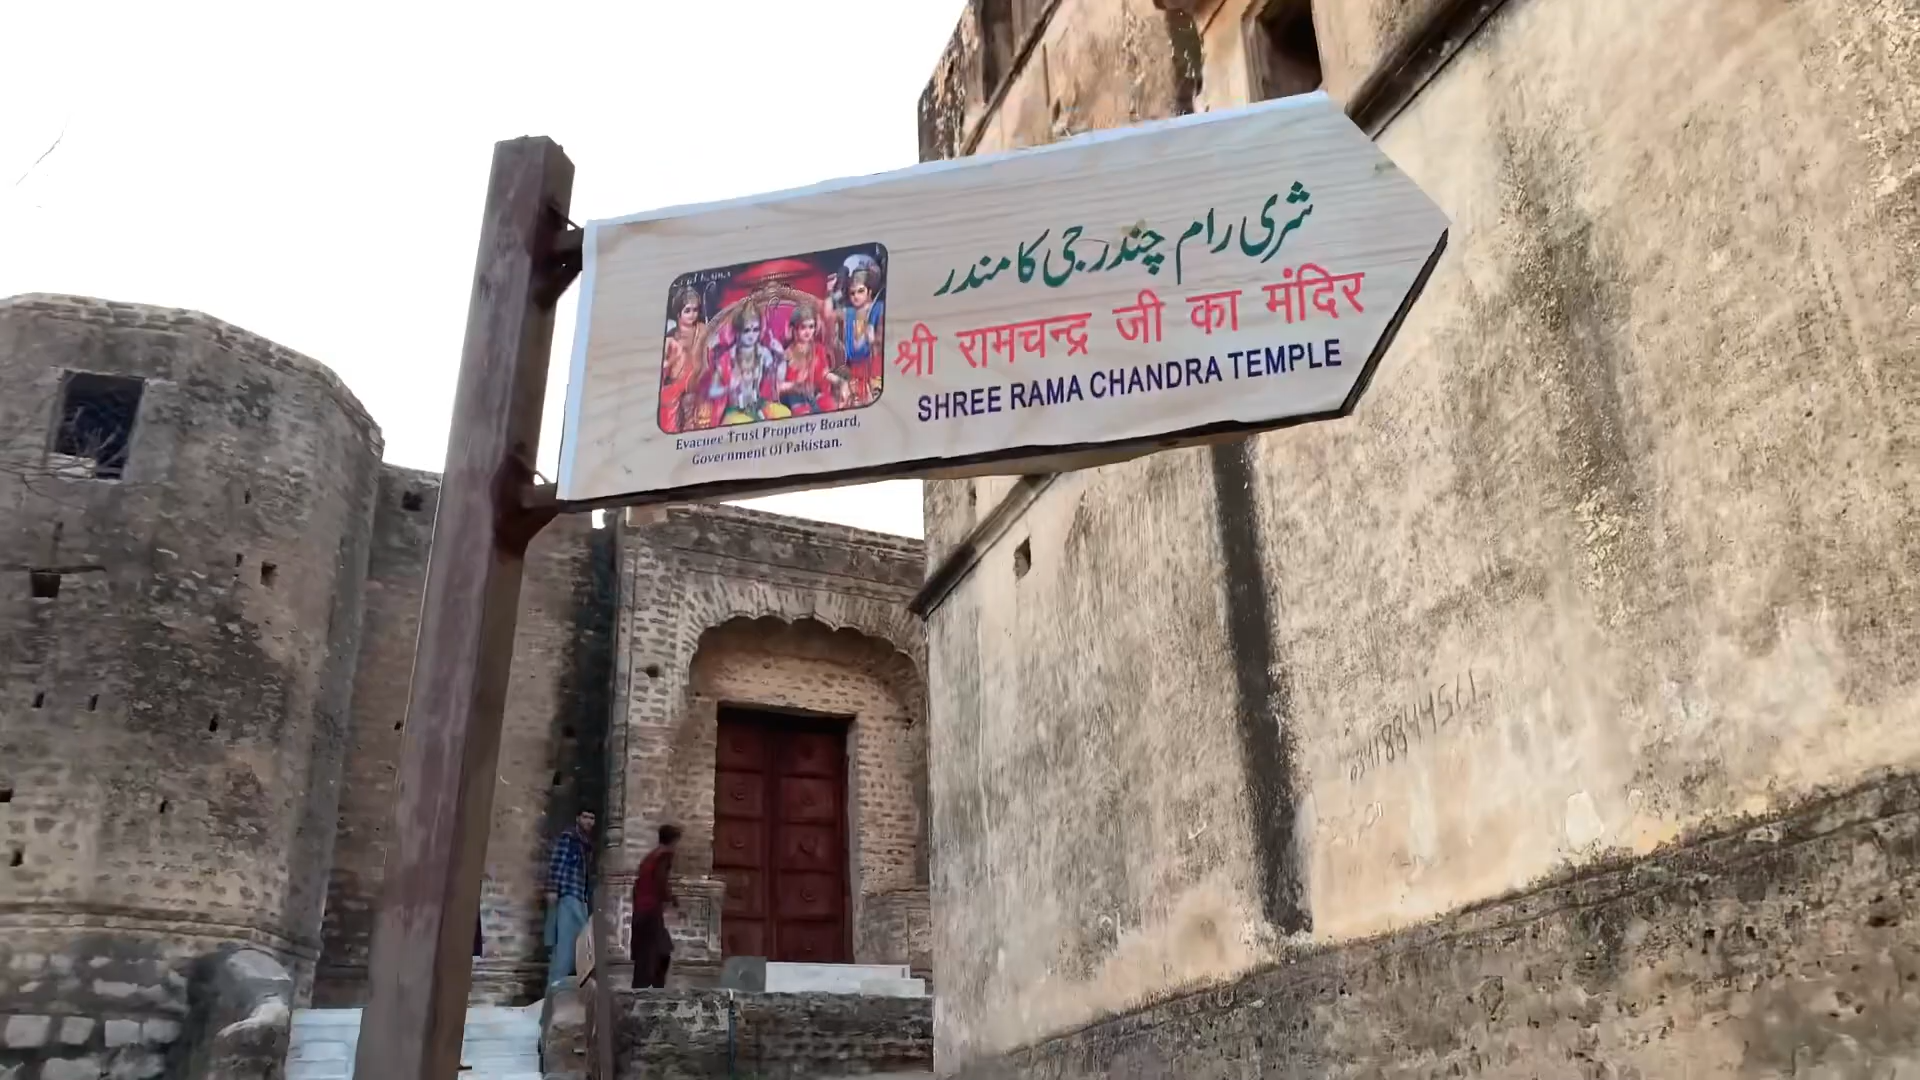 شری رام چندر جی کا مندر
श्री रामचन्द्र जी का मंदिर
SHREE RAMA CHANDRA TEMPLE
Evacuee Trust Property Board,
Government Of Pakistan.